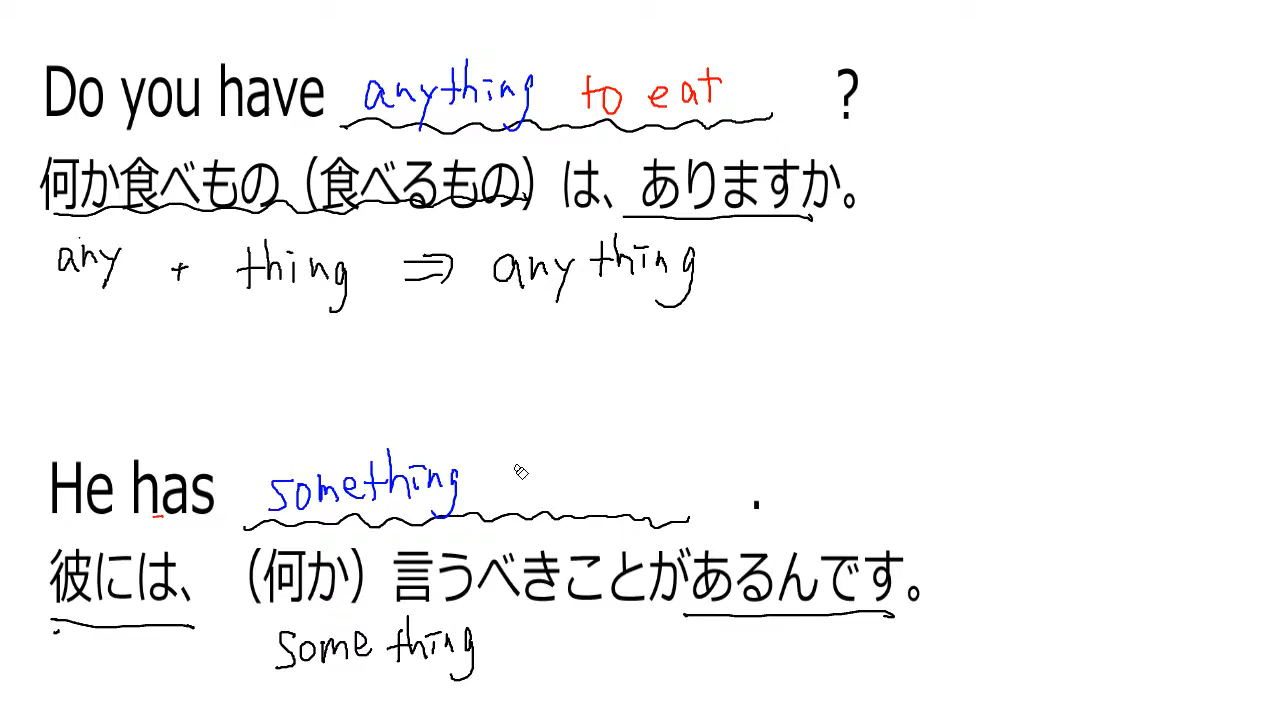 Do you have anything to eat ?
何か食べもの（食べるもの）は、ありますか。
any + thing ⇒ anything
He has something .
彼には、（何か）言うべきことがあるんです。
something